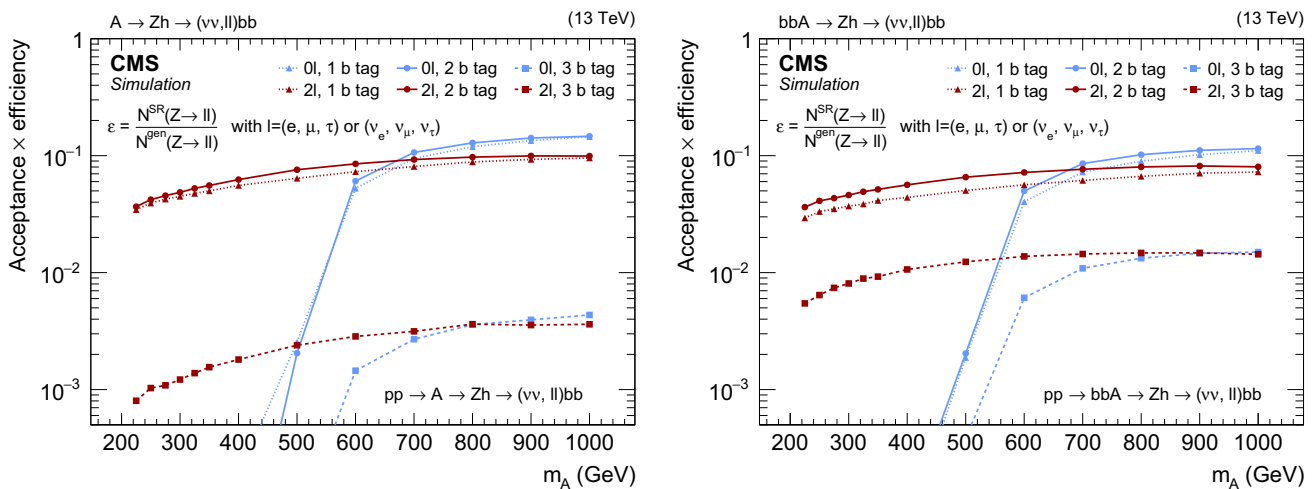 A → Zh → (νν,ll)bb (13 TeV)
CMS
Simulation
0l, 1 b tag 0l, 2 b tag 0l, 3 b tag
2l, 1 b tag 2l, 2 b tag 2l, 3 b tag
ε = N^SR(Z→ ll) / N^gen(Z→ ll) with l=(e, μ, τ) or (ν_e, ν_μ, ν_τ)
Acceptance × efficiency
1
10^−1
10^−2
10^−3
pp → A → Zh → (νν, ll)bb
200 300 400 500 600 700 800 900 1000
m_A (GeV)
bbA → Zh → (νν,ll)bb (13 TeV)
CMS
Simulation
0l, 1 b tag 0l, 2 b tag 0l, 3 b tag
2l, 1 b tag 2l, 2 b tag 2l, 3 b tag
ε = N^SR(Z→ ll) / N^gen(Z→ ll) with l=(e, μ, τ) or (ν_e, ν_μ, ν_τ)
Acceptance × efficiency
1
10^−1
10^−2
10^−3
pp → bbA → Zh → (νν, ll)bb
200 300 400 500 600 700 800 900 1000
m_A (GeV)